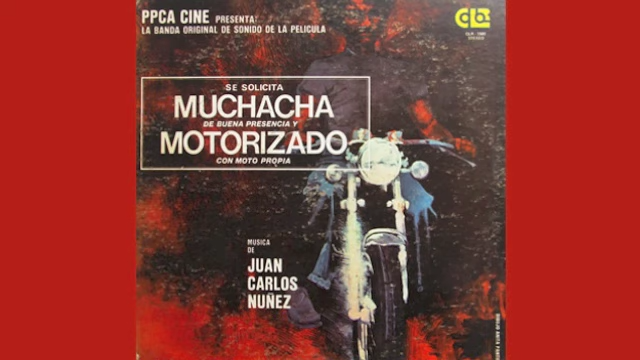 PPCA CINE PRESENTA:
LA BANDA ORIGINAL DE SONIDO DE LA PELICULA
SE SOLICITA
MUCHACHA
DE BUENA PRESENCIA Y
MOTORIZADO
CON MOTO PROPIA
MUSICA
DE
JUAN
CARLOS
NUÑEZ